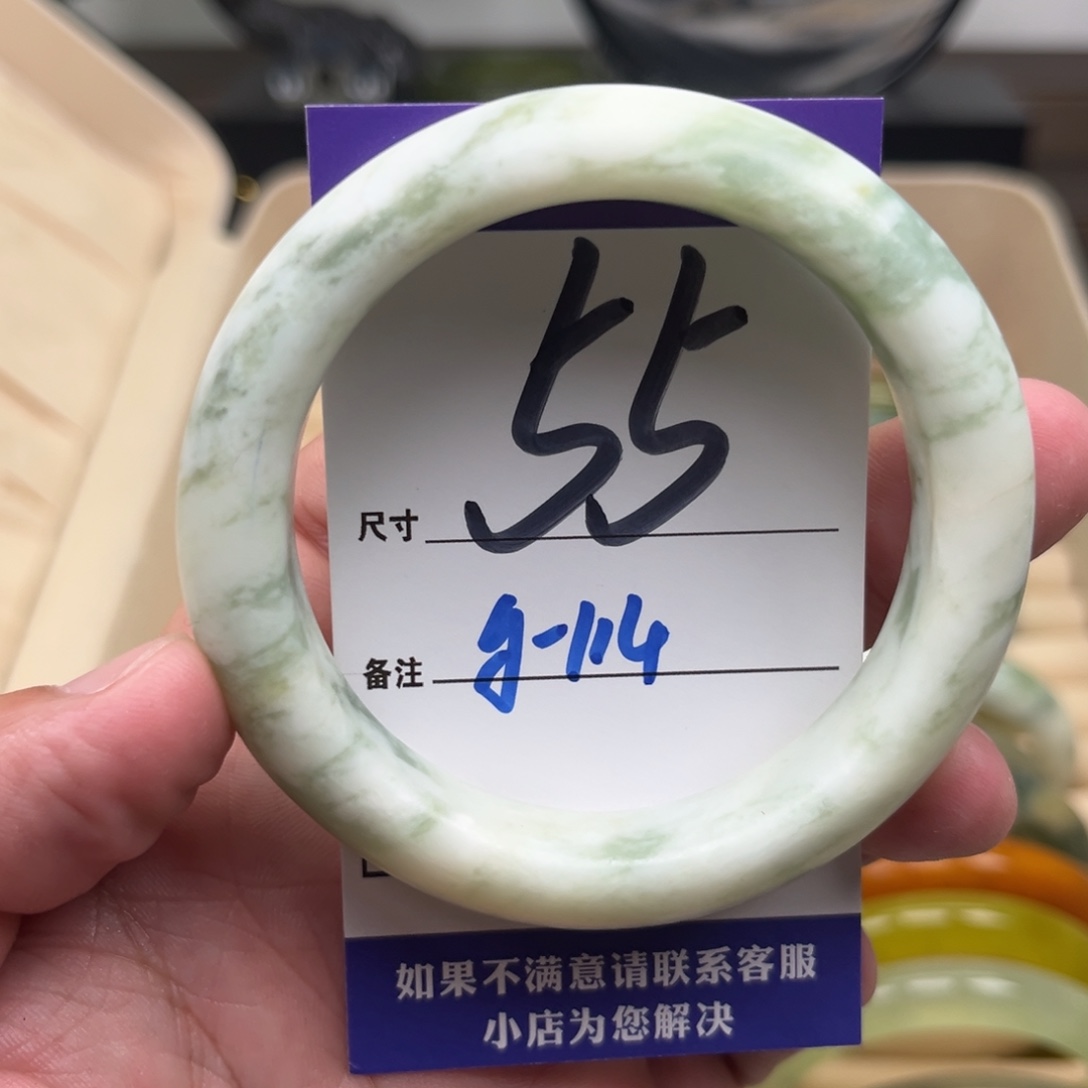 尺寸 55
备注 g-114
如果不满意请联系客服
小店为您解决